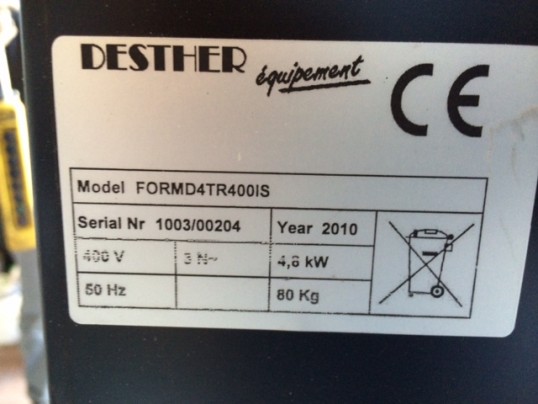 DESTHER
équipement
CE
Model FORMD4TR400IS
Serial Nr 1003/00204 Year 2010
400 V 3 N~ 4,8 kW
50 Hz 80 Kg